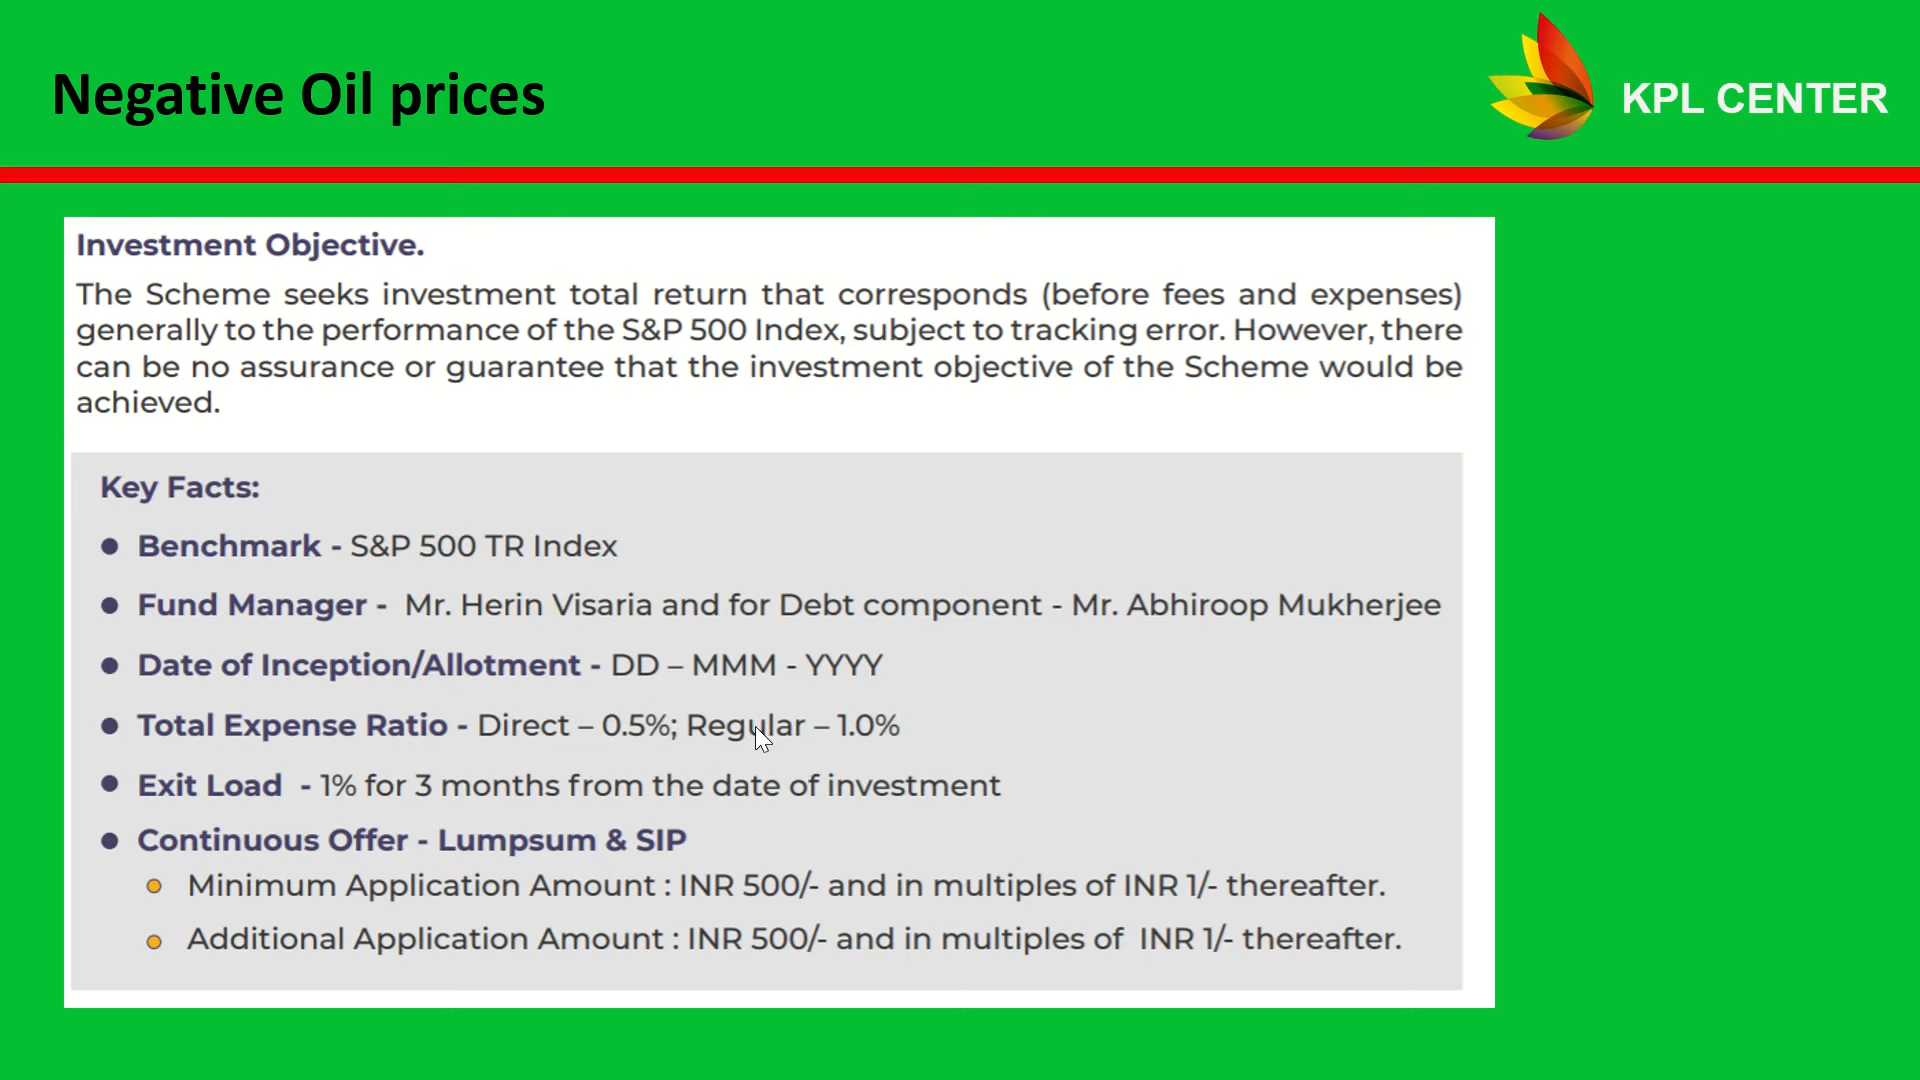 Negative Oil prices
KPL CENTER
Investment Objective.
The Scheme seeks investment total return that corresponds (before fees and expenses)
generally to the performance of the S&P 500 Index, subject to tracking error. However, there
can be no assurance or guarantee that the investment objective of the Scheme would be
achieved.
Key Facts:
Benchmark - S&P 500 TR Index
Fund Manager - Mr. Herin Visaria and for Debt component - Mr. Abhiroop Mukherjee
Date of Inception/Allotment - DD – MMM - YYYY
Total Expense Ratio - Direct – 0.5%; Regular – 1.0%
Exit Load - 1% for 3 months from the date of investment
Continuous Offer - Lumpsum & SIP
Minimum Application Amount : INR 500/- and in multiples of INR 1/- thereafter.
Additional Application Amount : INR 500/- and in multiples of INR 1/- thereafter.